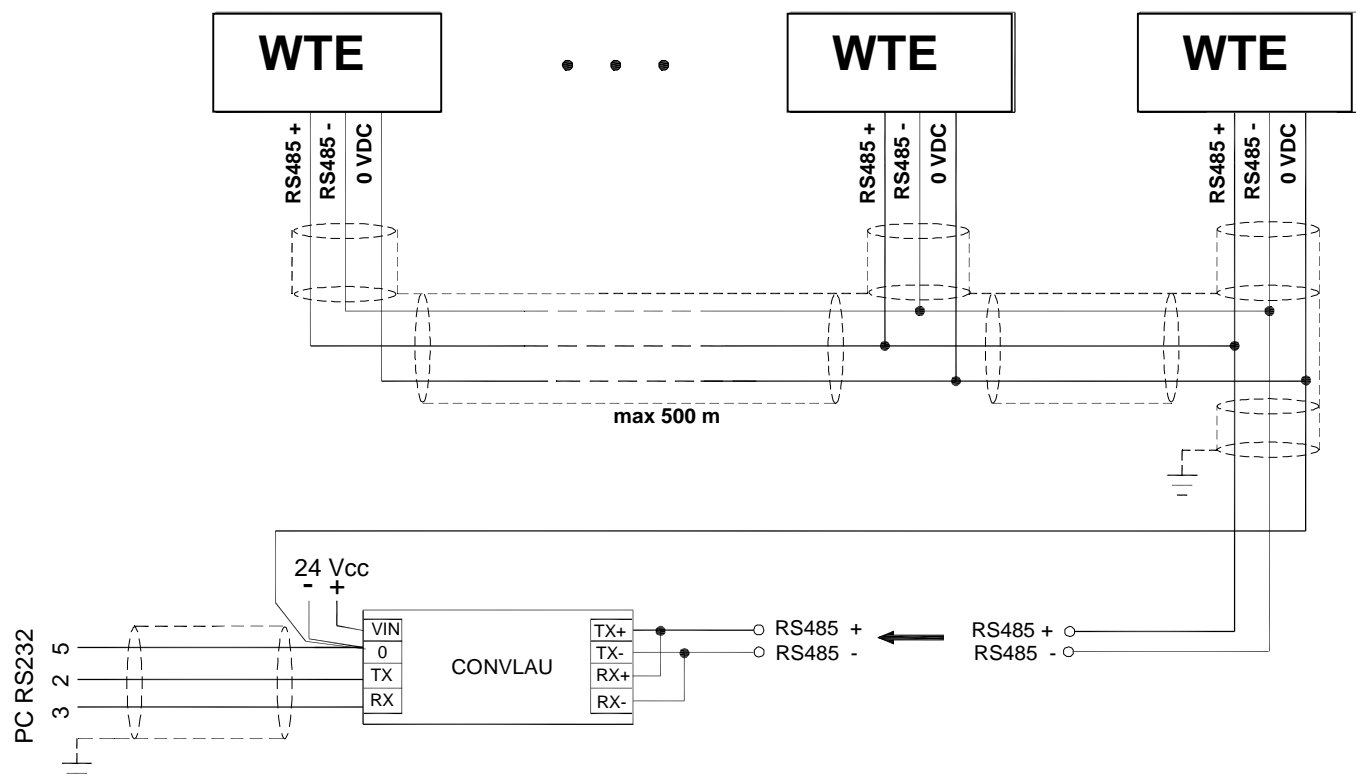 WTE
WTE
WTE
RS485 +
RS485 -
0 VDC
RS485 +
RS485 -
0 VDC
RS485 +
RS485 -
0 VDC
max 500 m
24 Vcc
- +
PC RS232
5
2
3
VIN
0
TX
RX
CONVLAU
TX+
TX-
RX+
RX-
RS485 +
RS485 -
RS485 +
RS485 -